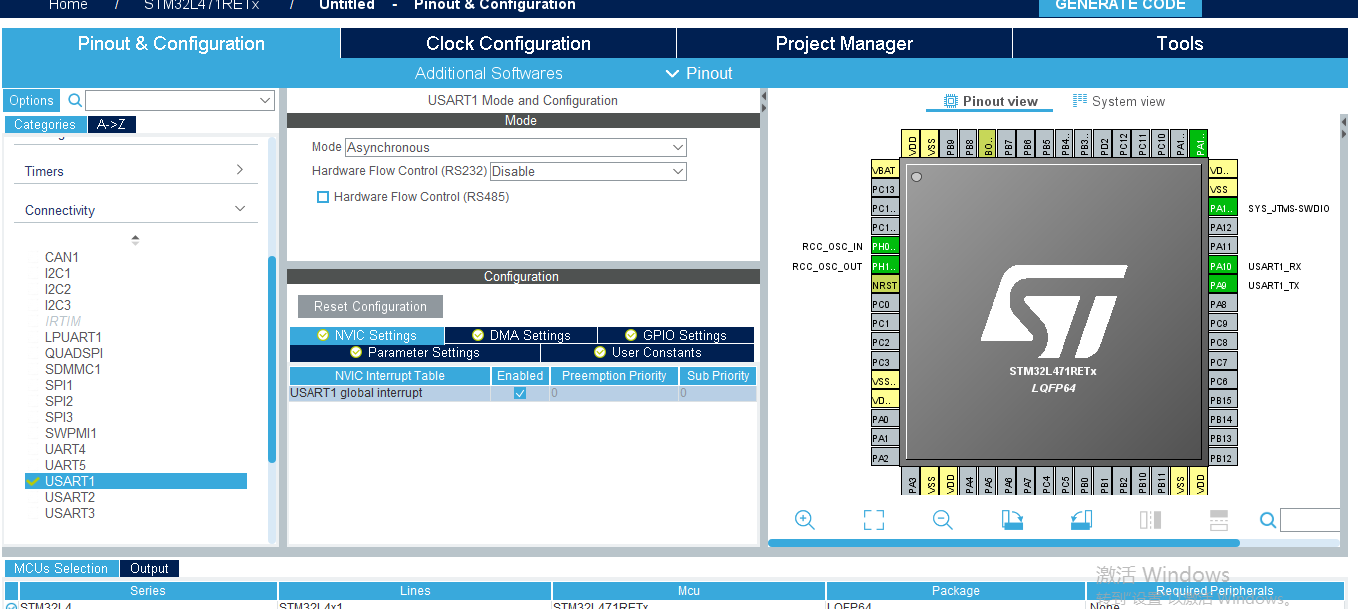 Home / STM32L471RETx / Untitled - Pinout & Configuration GENERATE CODE
Pinout & Configuration Clock Configuration Project Manager Tools
Additional Softwares Pinout
Options
Categories A->Z
Timers
Connectivity
CAN1
I2C1
I2C2
I2C3
IRTIM
LPUART1
QUADSPI
SDMMC1
SPI1
SPI2
SPI3
SWPMI1
UART4
UART5
USART1
USART2
USART3
USART1 Mode and Configuration
Mode
Mode Asynchronous
Hardware Flow Control (RS232) Disable
Hardware Flow Control (RS485)
Configuration
Reset Configuration
NVIC Settings DMA Settings GPIO Settings
Parameter Settings User Constants
NVIC Interrupt Table Enabled Preemption Priority Sub Priority
USART1 global interrupt 0 0
Pinout view System view
VDD VSS PB9 PB8 BO.. PB7 PB6 PB5 PB4.. PB3.. PD2 PC12 PC11 PC10 PA1.. PA1..
VBAT
PC13
PC1..
PC1..
RCC_OSC_IN PH0..
RCC_OSC_OUT PH1..
NRST
PC0
PC1
PC2
PC3
VSS..
VD..
PA0
PA1
PA2
ST
STM32L471RETx
LQFP64
VD..
VSS
PA1.. SYS_JTMS-SWDIO
PA12
PA11
PA10 USART1_RX
PA9 USART1_TX
PA8
PC9
PC8
PC7
PC6
PB15
PB14
PB13
PB12
PA3 VSS VDD PA4 PA5 PA6 PA7 PC4 PC5 PB0 PB1 PB2 PB10 PB11 VSS VDD
MCUs Selection Output
Series Lines Mcu Package Required Peripherals
STM32L4 STM32L4x1 STM32L471RETx LQFP64 None
激活 Windows
转到"设置"以激活 Windows。